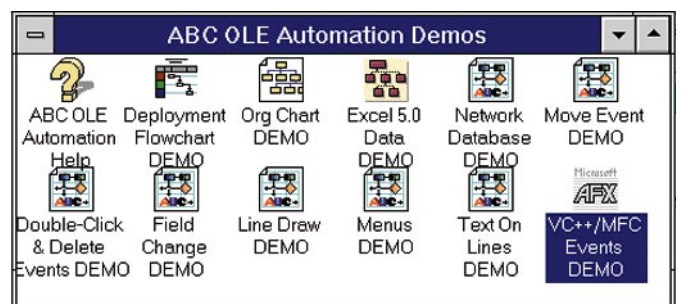 ABC OLE Automation Demos
ABC OLE
Automation
Help
Deployment
Flowchart
DEMO
Org Chart
DEMO
Excel 5.0
Data
DEMO
Network
Database
DEMO
Move Event
DEMO
Double-Click
& Delete
Events DEMO
Field
Change
DEMO
Line Draw
DEMO
Menus
DEMO
Text On
Lines
DEMO
Microsoft
AFX
VC++/MFC
Events
DEMO